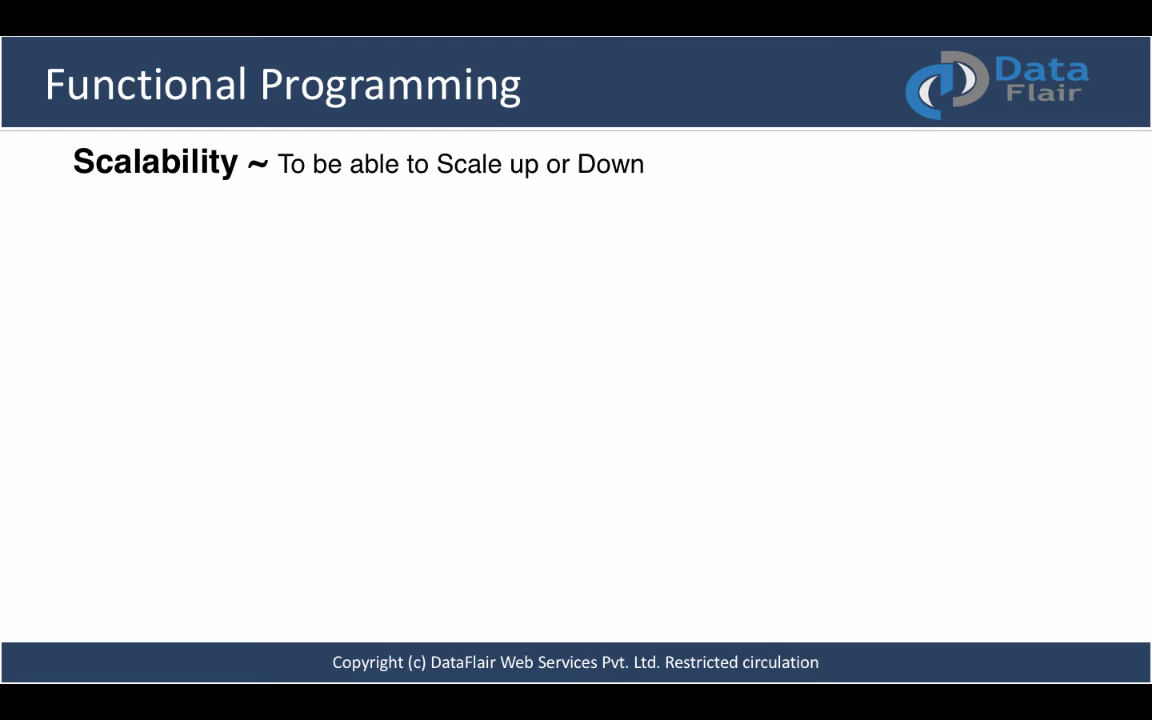 Functional Programming
Data
Flair
Scalability ~ To be able to Scale up or Down
Copyright (c) DataFlair Web Services Pvt. Ltd. Restricted circulation